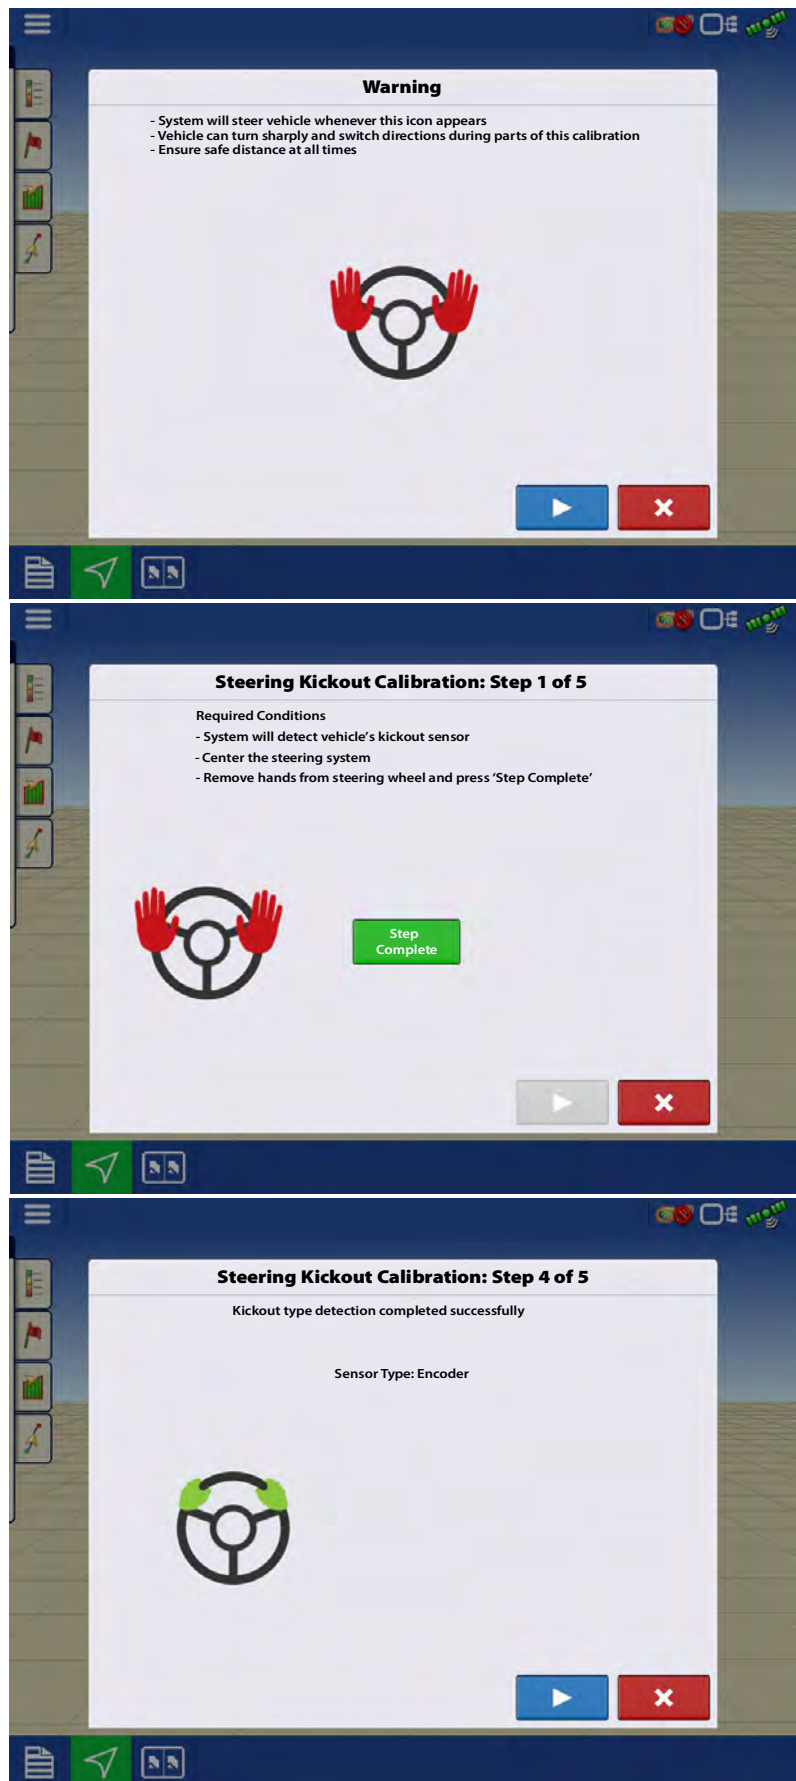 Warning
- System will steer vehicle whenever this icon appears
- Vehicle can turn sharply and switch directions during parts of this calibration
- Ensure safe distance at all times
Steering Kickout Calibration: Step 1 of 5
Required Conditions
- System will detect vehicle's kickout sensor
- Center the steering system
- Remove hands from steering wheel and press ‘Step Complete’
Step
Complete
Steering Kickout Calibration: Step 4 of 5
Kickout type detection completed successfully
Sensor Type: Encoder